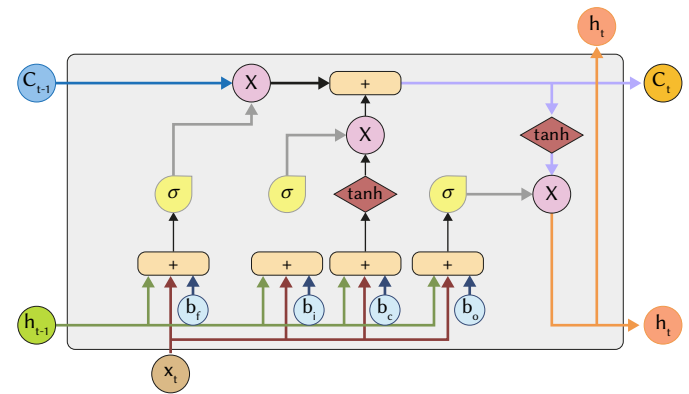 h_t
C_t-1
X
+
C_t
X
tanh
σ
σ
tanh
σ
X
+
+
+
+
b_f
b_i
b_c
b_o
h_t-1
h_t
x_t